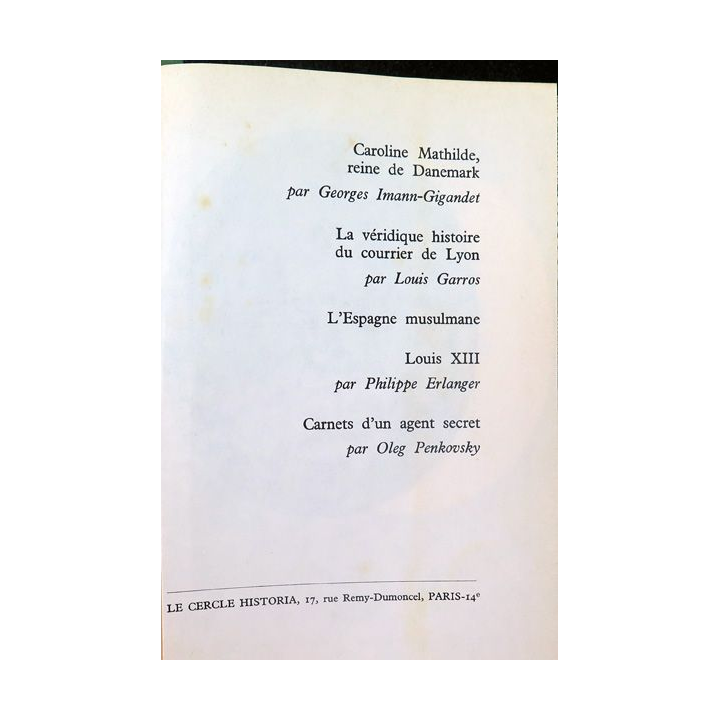 Caroline Mathilde,
reine de Danemark
par Georges Imann-Gigandet
La véridique histoire
du courrier de Lyon
par Louis Garros
L'Espagne musulmane
Louis XIII
par Philippe Erlanger
Carnets d'un agent secret
par Oleg Penkovsky
LE CERCLE HISTORIA, 17, rue Remy-Dumoncel, PARIS-14e